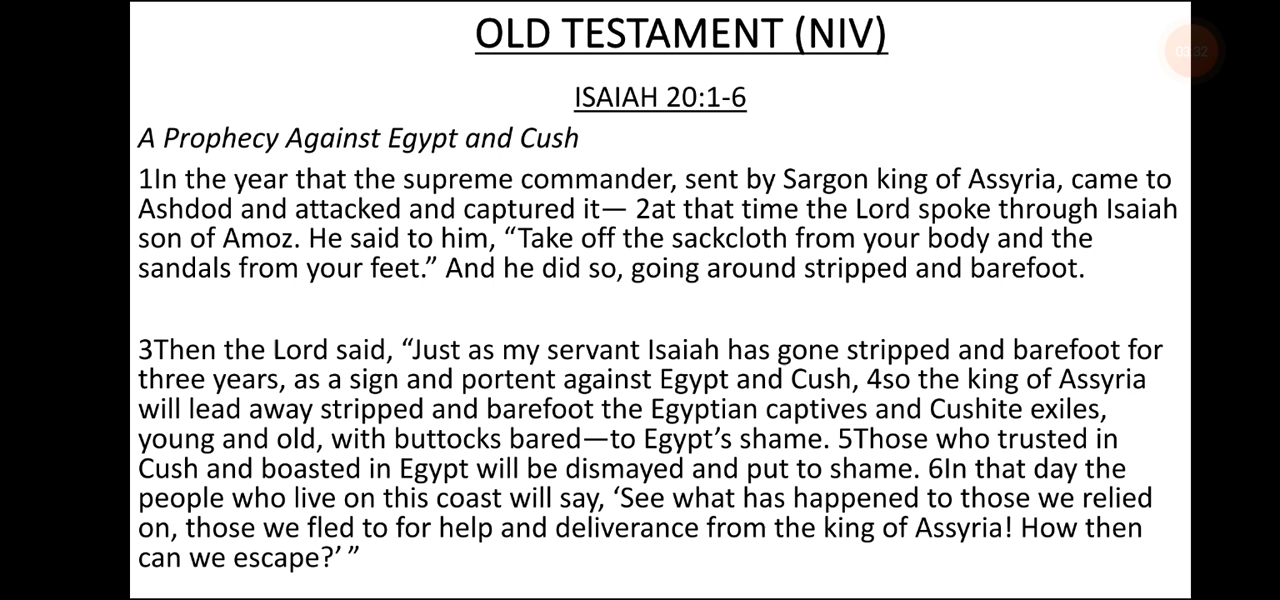 OLD TESTAMENT (NIV)
03:32
ISAIAH 20:1-6
A Prophecy Against Egypt and Cush
1In the year that the supreme commander, sent by Sargon king of Assyria, came to
Ashdod and attacked and captured it— 2at that time the Lord spoke through Isaiah
son of Amoz. He said to him, “Take off the sackcloth from your body and the
sandals from your feet.” And he did so, going around stripped and barefoot.
3Then the Lord said, “Just as my servant Isaiah has gone stripped and barefoot for
three years, as a sign and portent against Egypt and Cush, 4so the king of Assyria
will lead away stripped and barefoot the Egyptian captives and Cushite exiles,
young and old, with buttocks bared—to Egypt’s shame. 5Those who trusted in
Cush and boasted in Egypt will be dismayed and put to shame. 6In that day the
people who live on this coast will say, ‘See what has happened to those we relied
on, those we fled to for help and deliverance from the king of Assyria! How then
can we escape?’ ”